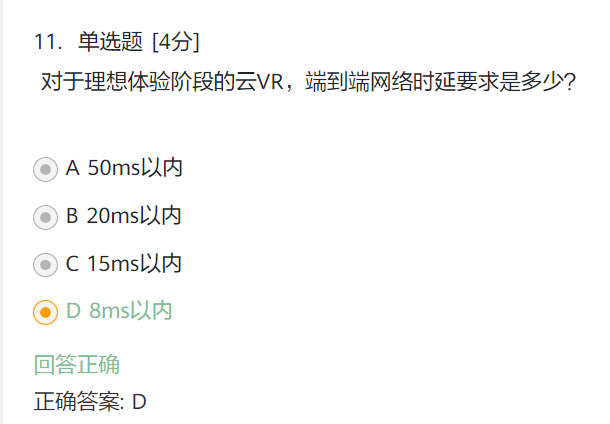 11. 单选题 [4分]
对于理想体验阶段的云VR，端到端网络时延要求是多少？
A 50ms以内
B 20ms以内
C 15ms以内
D 8ms以内
回答正确
正确答案: D